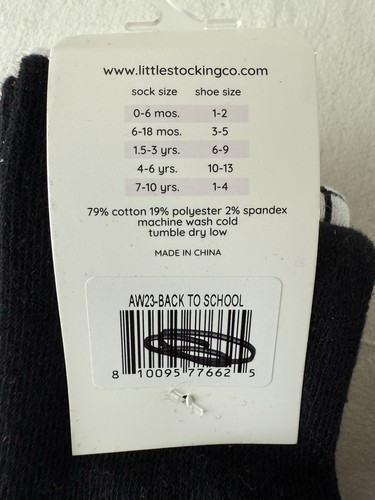 www.littlestockingco.com
sock size shoe size
0-6 mos. 1-2
6-18 mos. 3-5
1.5-3 yrs. 6-9
4-6 yrs. 10-13
7-10 yrs. 1-4
79% cotton 19% polyester 2% spandex
machine wash cold
tumble dry low
MADE IN CHINA
AW23-BACK TO SCHOOL
8 10095 77662 5